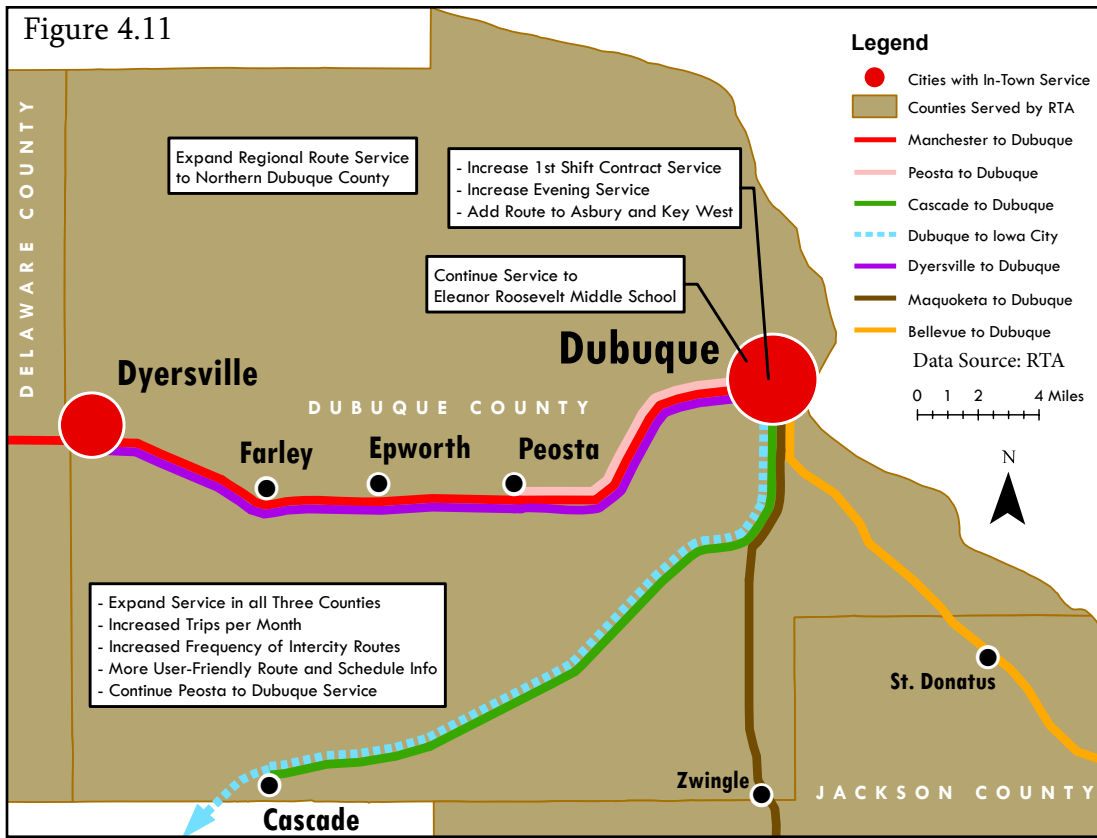 Figure 4.11
Legend
Cities with In-Town Service
Counties Served by RTA
Manchester to Dubuque
Peosta to Dubuque
Cascade to Dubuque
Dubuque to Iowa City
Dyersville to Dubuque
Maquoketa to Dubuque
Bellevue to Dubuque
Data Source: RTA
0 2 4 Miles
N
DELAWARE COUNTY
Expand Regional Route Service
to Northern Dubuque County
- Increase 1st Shift Contract Service
- Increase Evening Service
- Add Route to Asbury and Key West
Continue Service to
Eleanor Roosevelt Middle School
Dubuque
Dyersville
DUBUQUE COUNTY
Farley
Epworth
Peosta
- Expand Service in all Three Counties
- Increased Trips per Month
- Increased Frequency of Intercity Routes
- More User-Friendly Route and Schedule Info
- Continue Peosta to Dubuque Service
St. Donatus
Zwingle
JACKSON COUNTY
Cascade